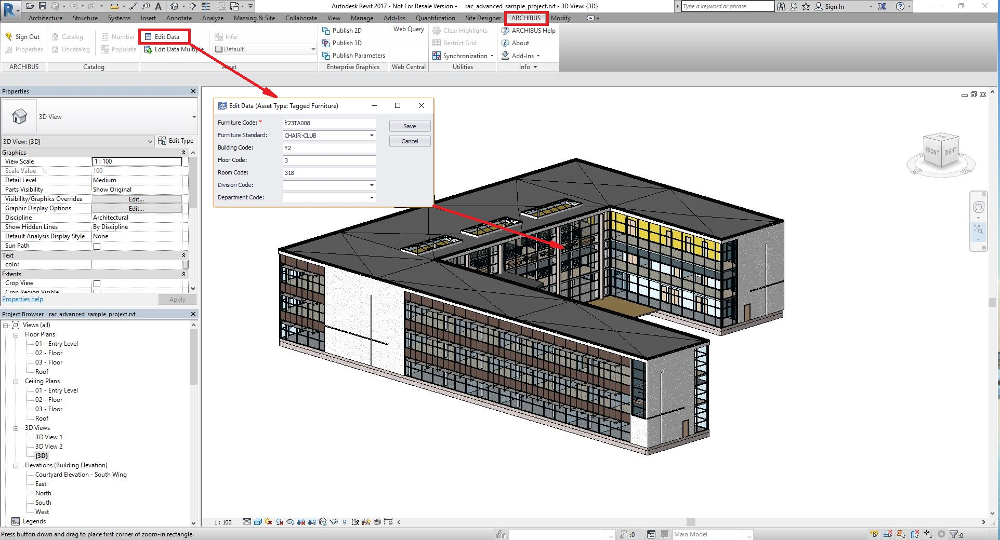 Autodesk Revit 2017 - Not For Resale Version - rac_advanced_sample_project.rvt - 3D View: {3D}
Type a keyword or phrase
Sign In
Architecture Structure Systems Insert Annotate Analyze Massing & Site Collaborate View Manage Add-Ins Quantification Site Designer ARCHIBUS Modify
Sign Out
Properties
ARCHIBUS
Catalog
Uncatalog
Number
Populate
Catalog
Edit Data
Edit Data Multiple
Infer
Default
Asset
Publish 2D
Publish 3D
Publish Parameters
Enterprise Graphics
Web Query
Web Central
Clear Highlights
Restrict Grid
Synchronization
Utilities
ARCHIBUS Help
About
Add-Ins
Info
Properties
3D View
3D View: {3D}
Edit Type
Graphics
View Scale 1 : 100
Scale Value 1: 100
Detail Level Medium
Parts Visibility Show Original
Visibility/Graphics Overrides Edit...
Graphic Display Options Edit...
Discipline Architectural
Show Hidden Lines By Discipline
Default Analysis Display Style None
Sun Path
Text
color
Extents
Crop View
Crop Region Visible
Properties help
Apply
Project Browser - rac_advanced_sample_project.rvt
Views (all)
Floor Plans
01 - Entry Level
02 - Floor
03 - Floor
Roof
Ceiling Plans
01 - Entry Level
02 - Floor
03 - Floor
Roof
3D Views
3D View 1
3D View 2
{3D}
Elevations (Building Elevation)
Courtyard Elevation - South Wing
East
North
South
West
Legends
Edit Data (Asset Type: Tagged Furniture)
Furniture Code: * Y23TA008
Furniture Standard: CHAIR-CLUB
Building Code: Y2
Floor Code: 3
Room Code: 318
Division Code:
Department Code:
Save
Cancel
FRONT RIGHT
1 : 100
Press button down and drag to place first corner of zoom-in rectangle.
:0
Main Model
:0